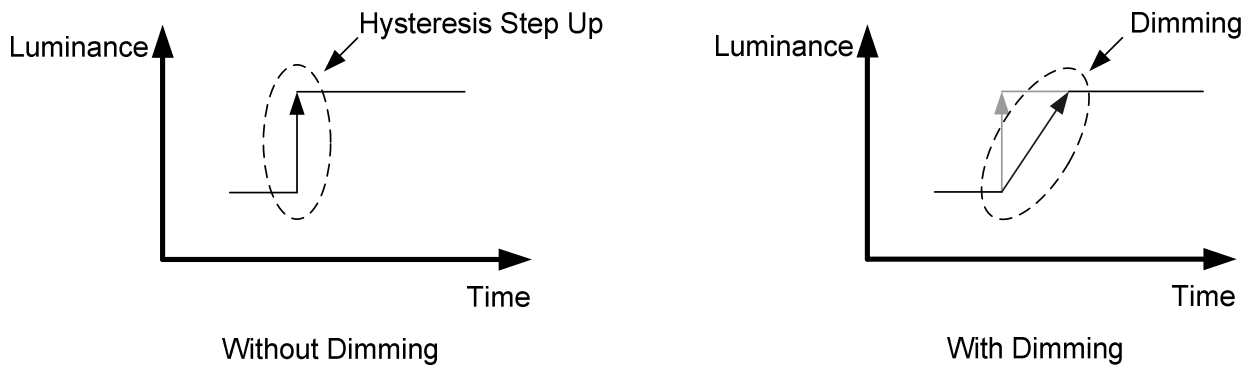 Hysteresis Step Up
Luminance
Time
Without Dimming
Dimming
Luminance
Time
With Dimming